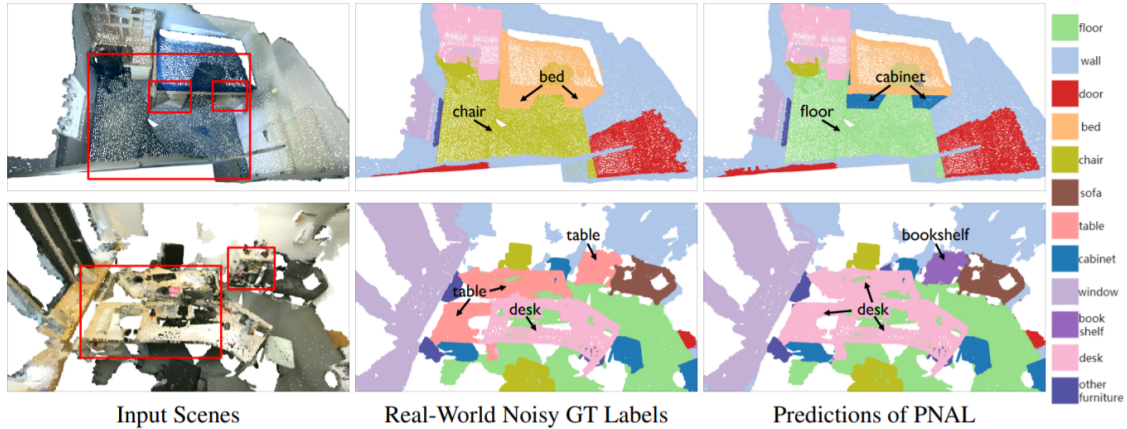 bed
chair
cabinet
floor
table
table
desk
bookshelf
desk
floor
wall
door
bed
chair
sofa
table
cabinet
window
book
shelf
desk
other
furniture
Input Scenes
Real-World Noisy GT Labels
Predictions of PNAL